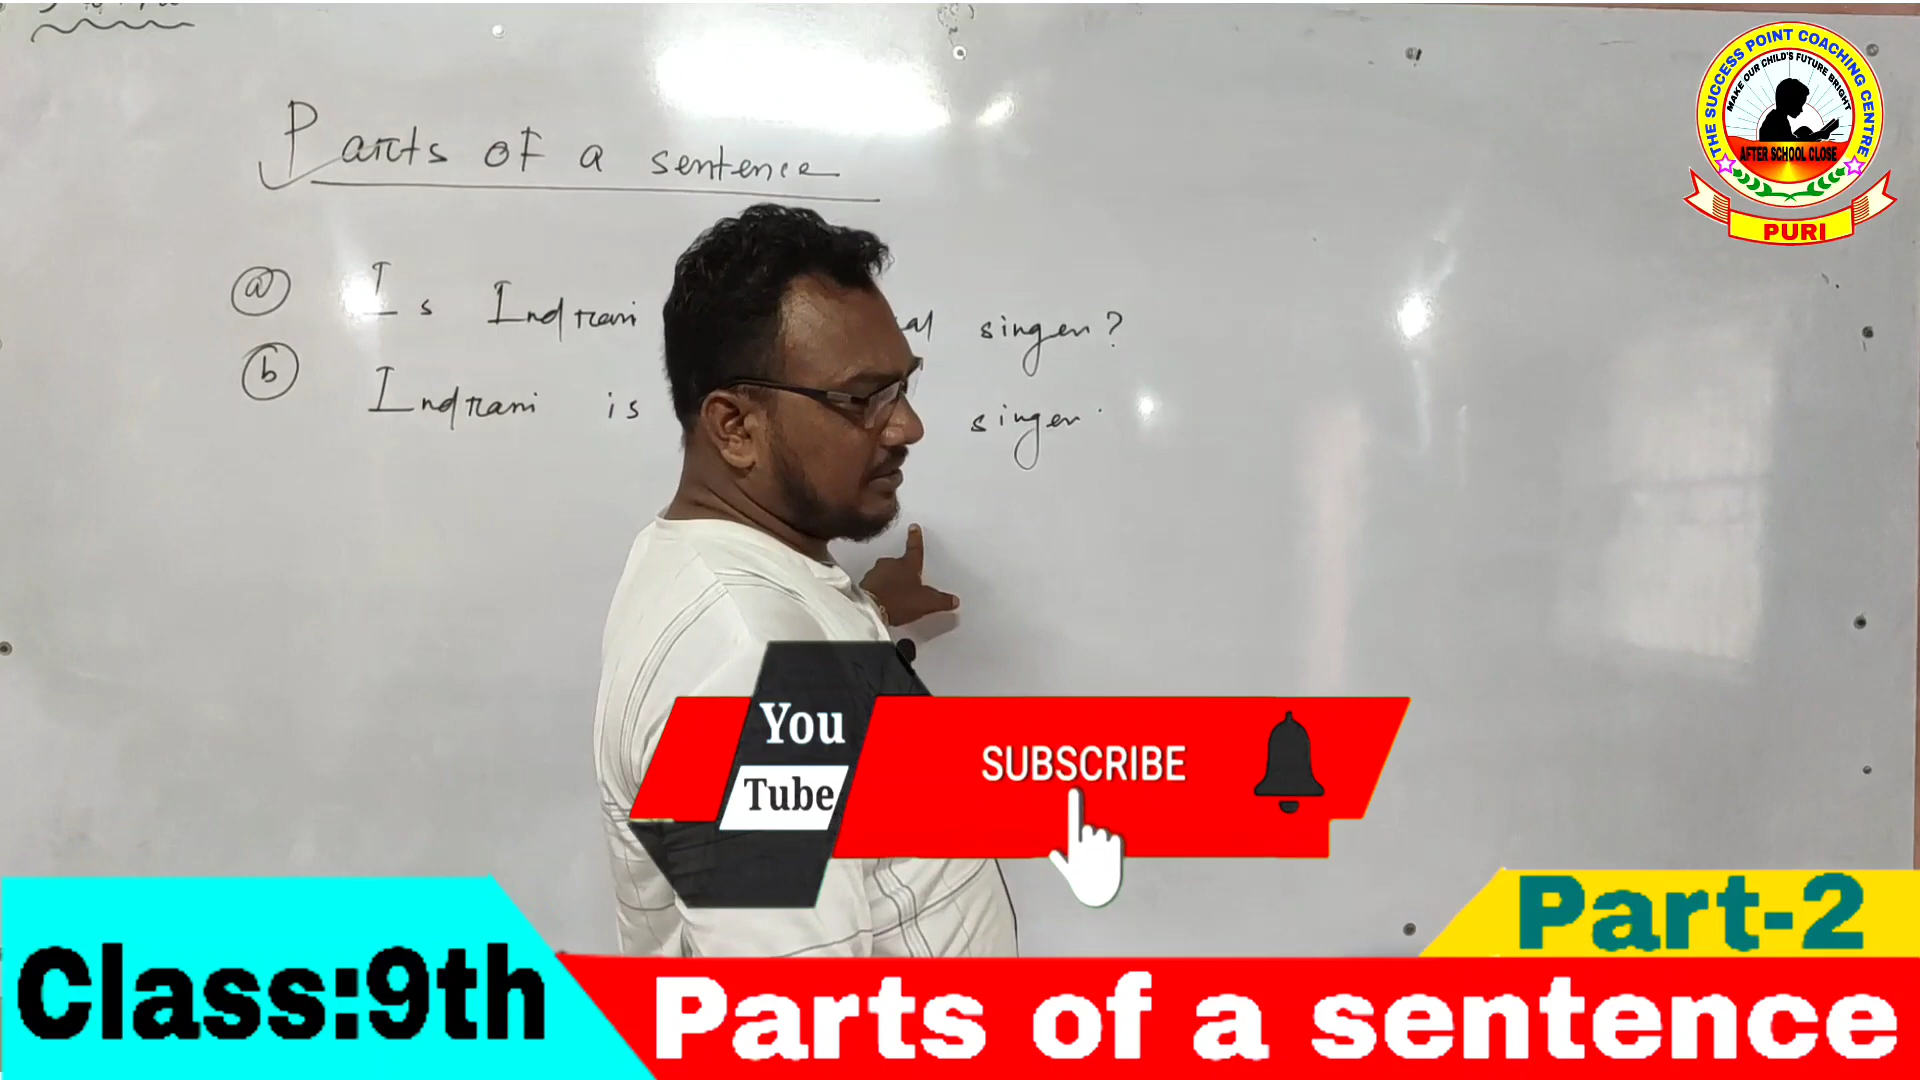 Parts of a sentence
(a) Is Indrani al singer?
(b) Indrani is singer.
THE SUCCESS POINT COACHING CENTRE
MAKE OUR CHILD'S FUTURE BRIGHT
AFTER SCHOOL CLOSE
PURI
You
Tube
SUBSCRIBE
Part-2
Class:9th
Parts of a sentence